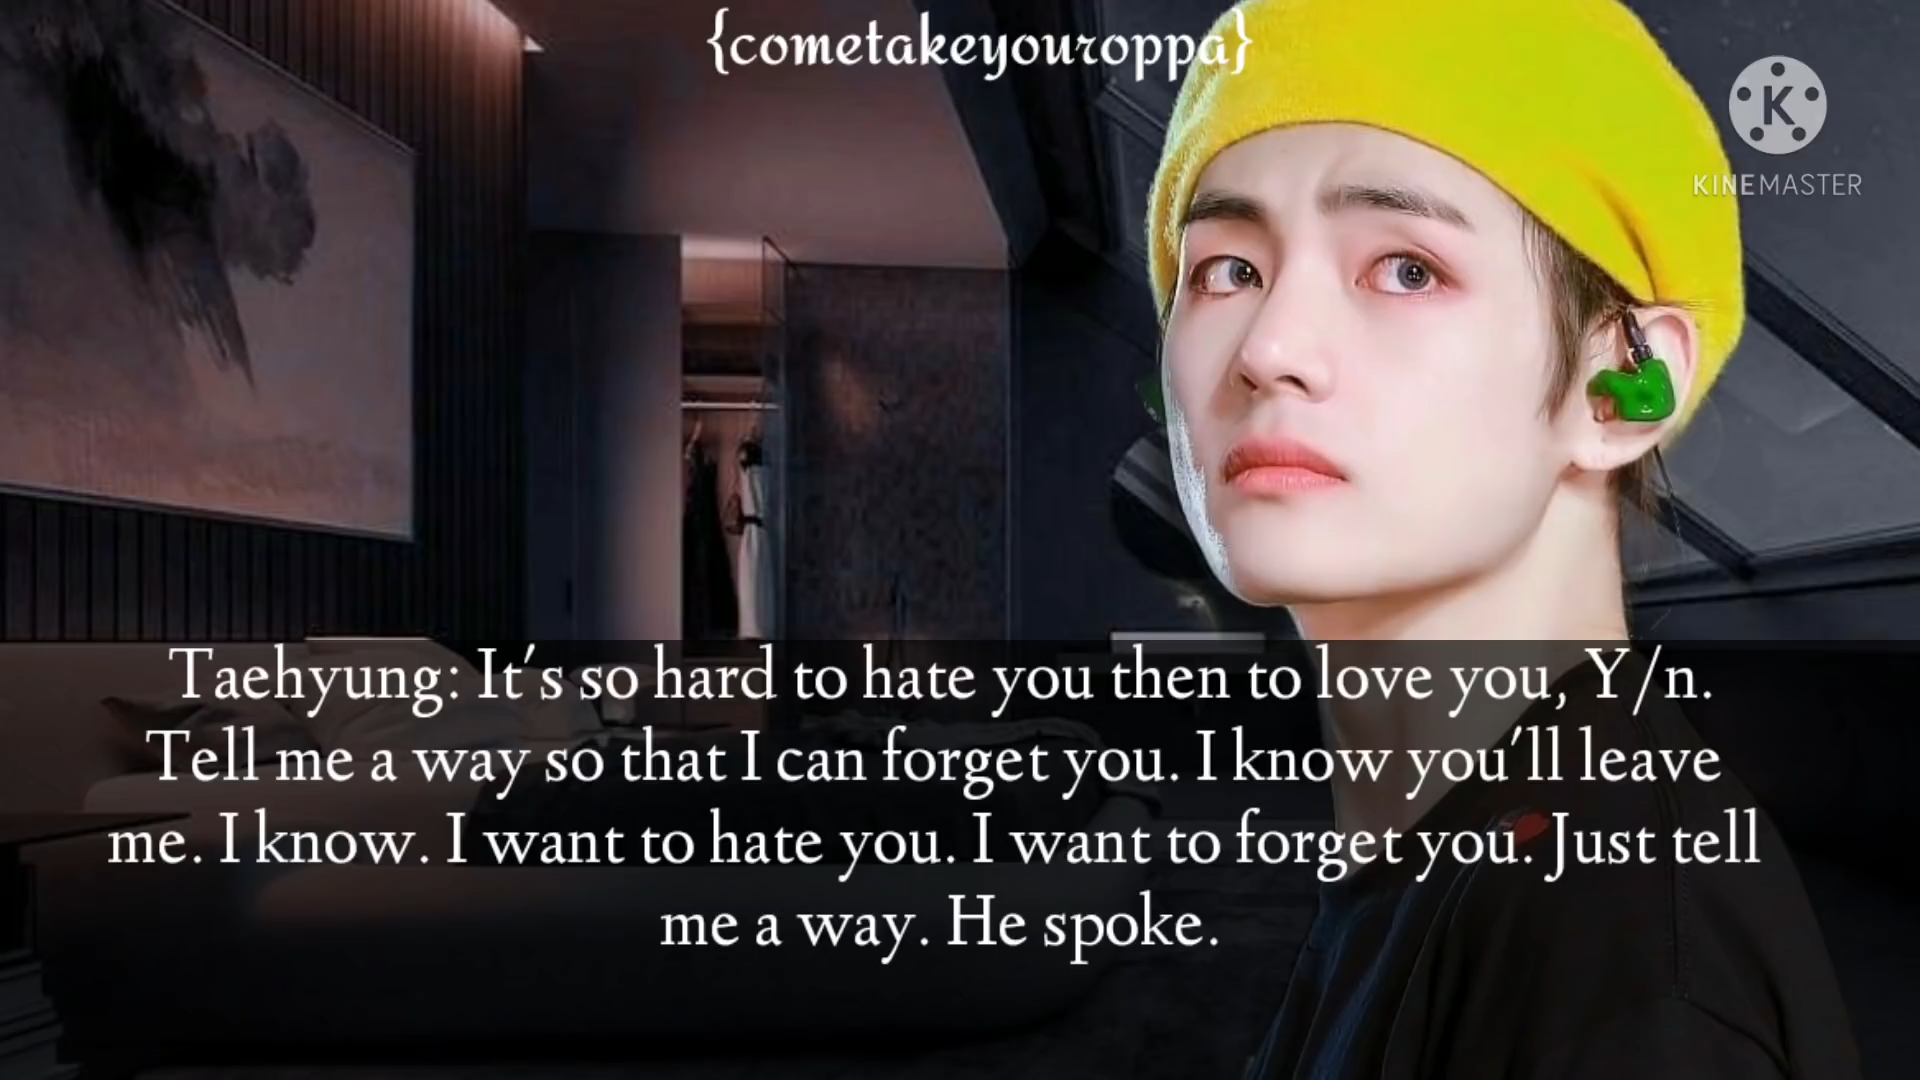 {cometakeyouroppa}
K
KINEMASTER
Taehyung: It's so hard to hate you then to love you, Y/n.
Tell me a way so that I can forget you. I know you'll leave
me. I know. I want to hate you. I want to forget you. Just tell
me a way. He spoke.